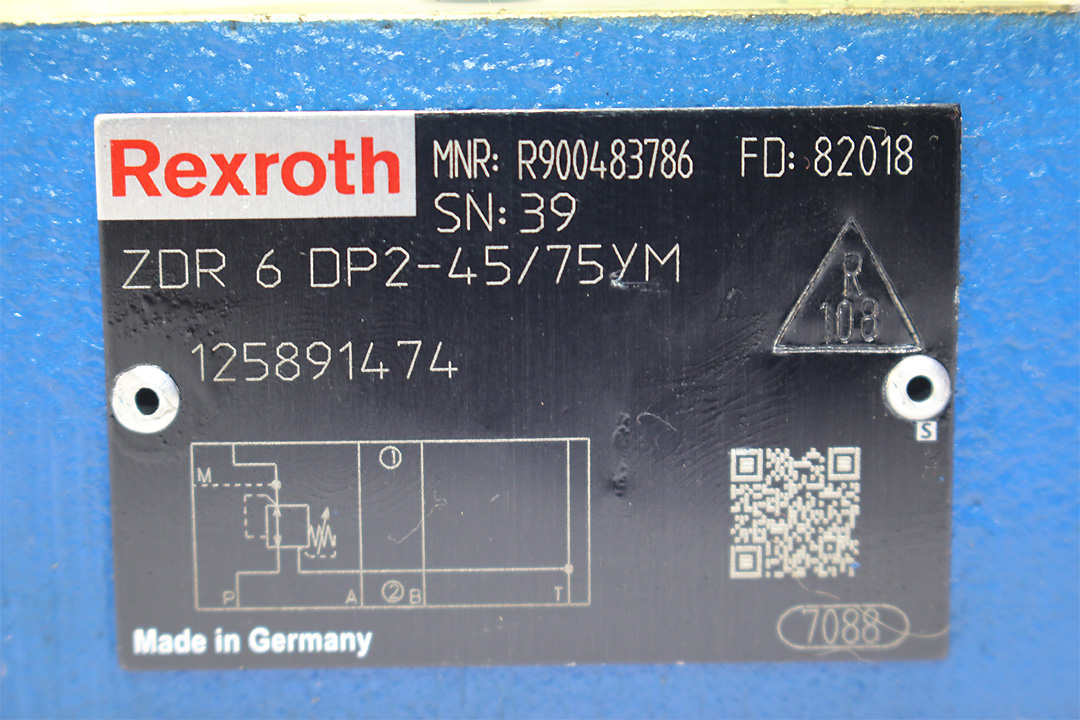 Rexroth MNR: R900483786 FD: 82018
SN: 39
ZDR 6 DP2-45/75YM
R
108
125891474
S
M
1
P A 2 B T
7088
Made in Germany